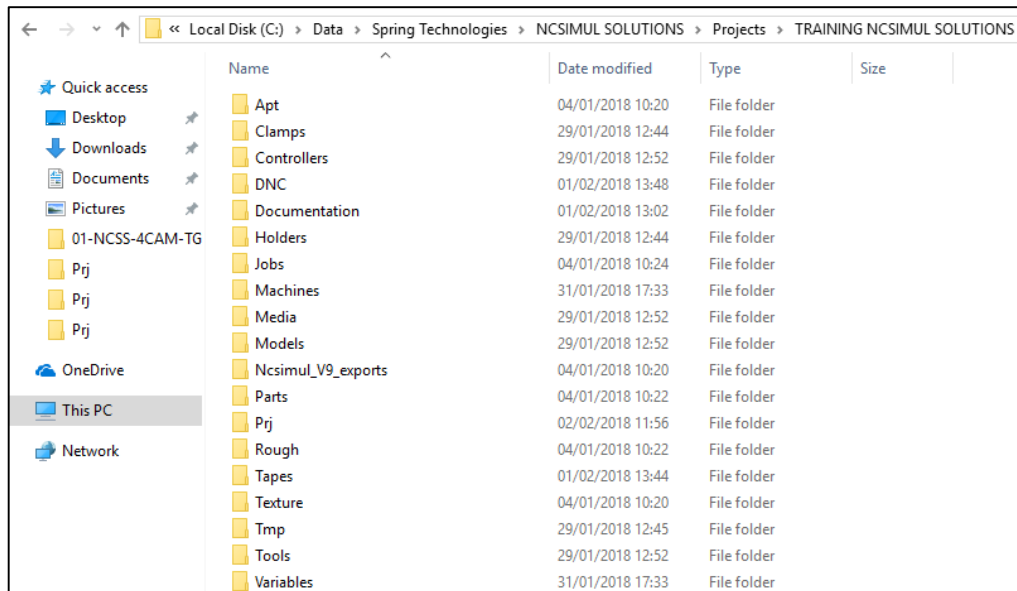 « Local Disk (C:) › Data › Spring Technologies › NCSIMUL SOLUTIONS › Projects › TRAINING NCSIMUL SOLUTIONS
Quick access
Desktop
Downloads
Documents
Pictures
01-NCSS-4CAM-TG
Prj
Prj
Prj
OneDrive
This PC
Network
Name Date modified Type Size
Apt 04/01/2018 10:20 File folder
Clamps 29/01/2018 12:44 File folder
Controllers 29/01/2018 12:52 File folder
DNC 01/02/2018 13:48 File folder
Documentation 01/02/2018 13:02 File folder
Holders 29/01/2018 12:44 File folder
Jobs 04/01/2018 10:24 File folder
Machines 31/01/2018 17:33 File folder
Media 29/01/2018 12:52 File folder
Models 29/01/2018 12:52 File folder
Ncsimul_V9_exports 04/01/2018 10:20 File folder
Parts 04/01/2018 10:22 File folder
Prj 02/02/2018 11:56 File folder
Rough 04/01/2018 10:22 File folder
Tapes 01/02/2018 13:44 File folder
Texture 04/01/2018 10:20 File folder
Tmp 29/01/2018 12:45 File folder
Tools 29/01/2018 12:52 File folder
Variables 31/01/2018 17:33 File folder